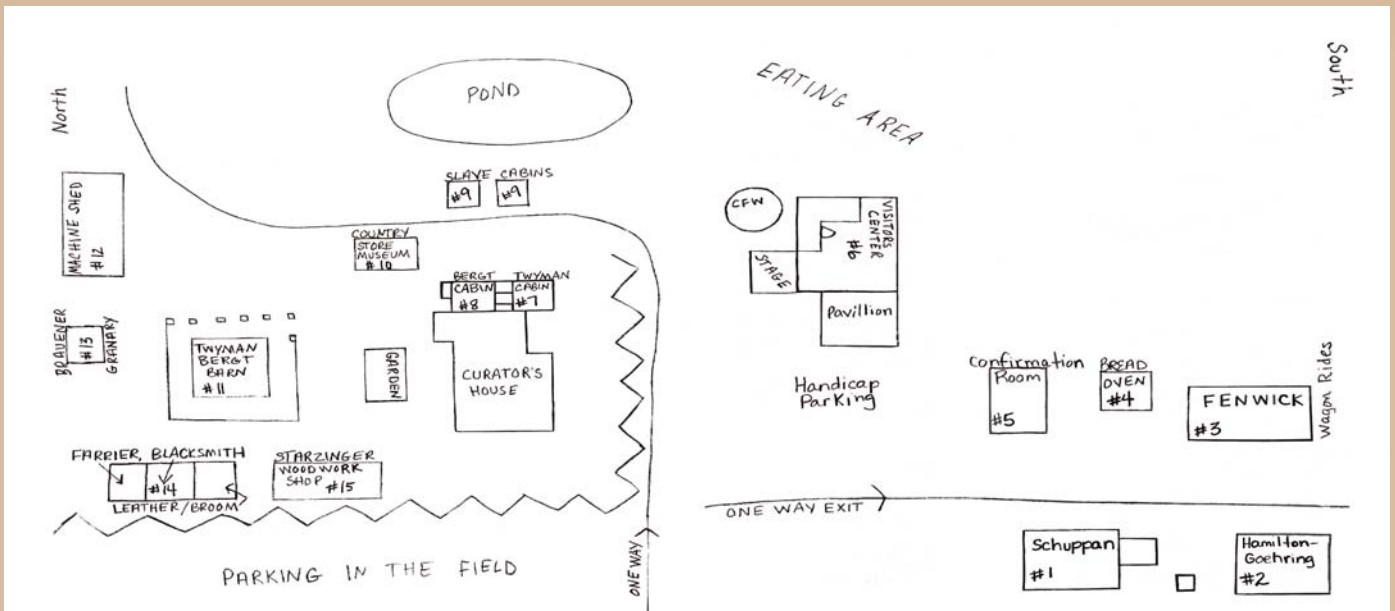 North
POND
EATING AREA
South
SLAVE CABINS
#9
#9
MACHINE SHED
#12
COUNTRY
STORE
MUSEUM
#10
BERGT
CABIN
#8
TWYMAN
CABIN
#7
CFW
VISITORS
CENTER
#6
STAGE
Pavillion
BRAUENER
#13
GRANARY
TWYMAN
BERGT
BARN
#11
GARDEN
CURATOR'S
HOUSE
Handicap
Parking
Confirmation
Room
#5
BREAD
OVEN
#4
FENWICK
#3
Wagon Rides
FARRIER, BLACKSMITH
#14
LEATHER/BROOM
STARZINGER
WOODWORK
SHOP #15
ONE WAY EXIT
PARKING IN THE FIELD
ONE WAY
Schuppan
#1
Hamilton-
Goehring
#2